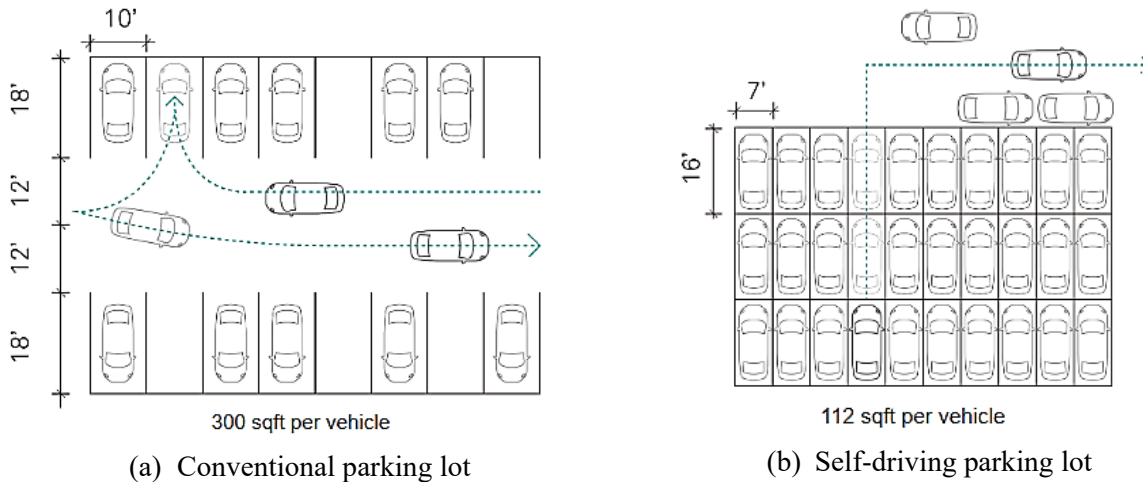 10’
18’
12’
12’
18’
300 sqft per vehicle
(a) Conventional parking lot
7’
16’
112 sqft per vehicle
(b) Self-driving parking lot